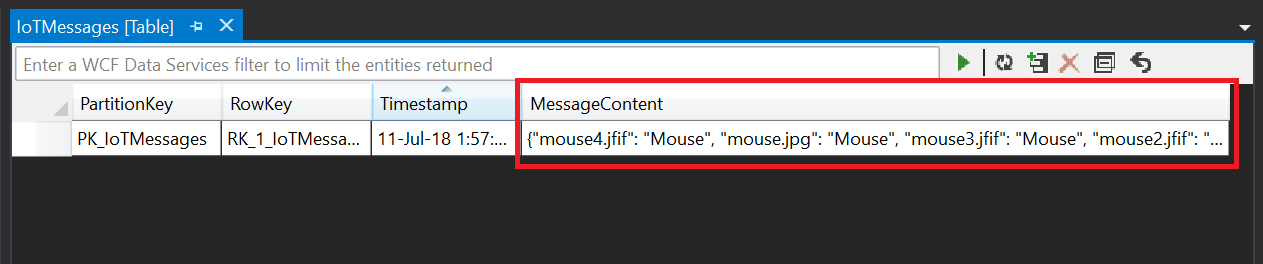 IoTMessages [Table]
Enter a WCF Data Services filter to limit the entities returned
PartitionKey RowKey Timestamp MessageContent
PK_IoTMessages RK_1_IoTMessa... 11-Jul-18 1:57:... {"mouse4.jfif": "Mouse", "mouse.jpg": "Mouse", "mouse3.jfif": "Mouse", "mouse2.jfif": "...